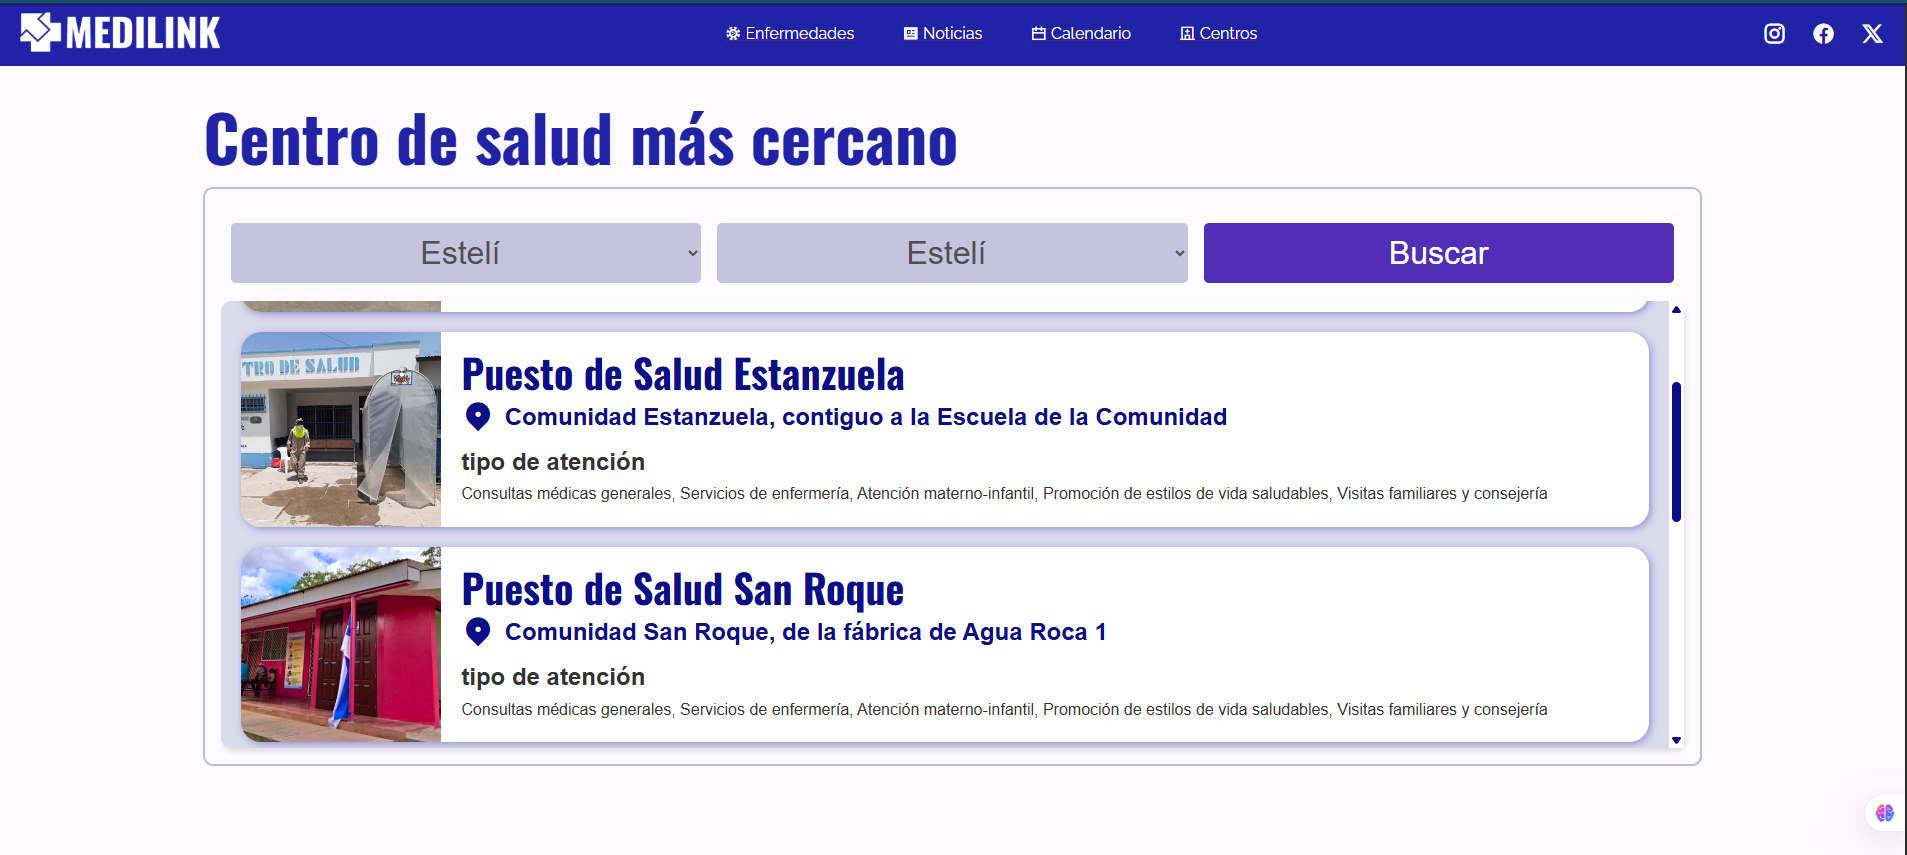 MEDILINK
Enfermedades
Noticias
Calendario
Centros
Centro de salud más cercano
Estelí
Estelí
Buscar
TRO DE SALUD
Puesto de Salud Estanzuela
Comunidad Estanzuela, contiguo a la Escuela de la Comunidad
tipo de atención
Consultas médicas generales, Servicios de enfermería, Atención materno-infantil, Promoción de estilos de vida saludables, Visitas familiares y consejería
Puesto de Salud San Roque
Comunidad San Roque, de la fábrica de Agua Roca 1
tipo de atención
Consultas médicas generales, Servicios de enfermería, Atención materno-infantil, Promoción de estilos de vida saludables, Visitas familiares y consejería